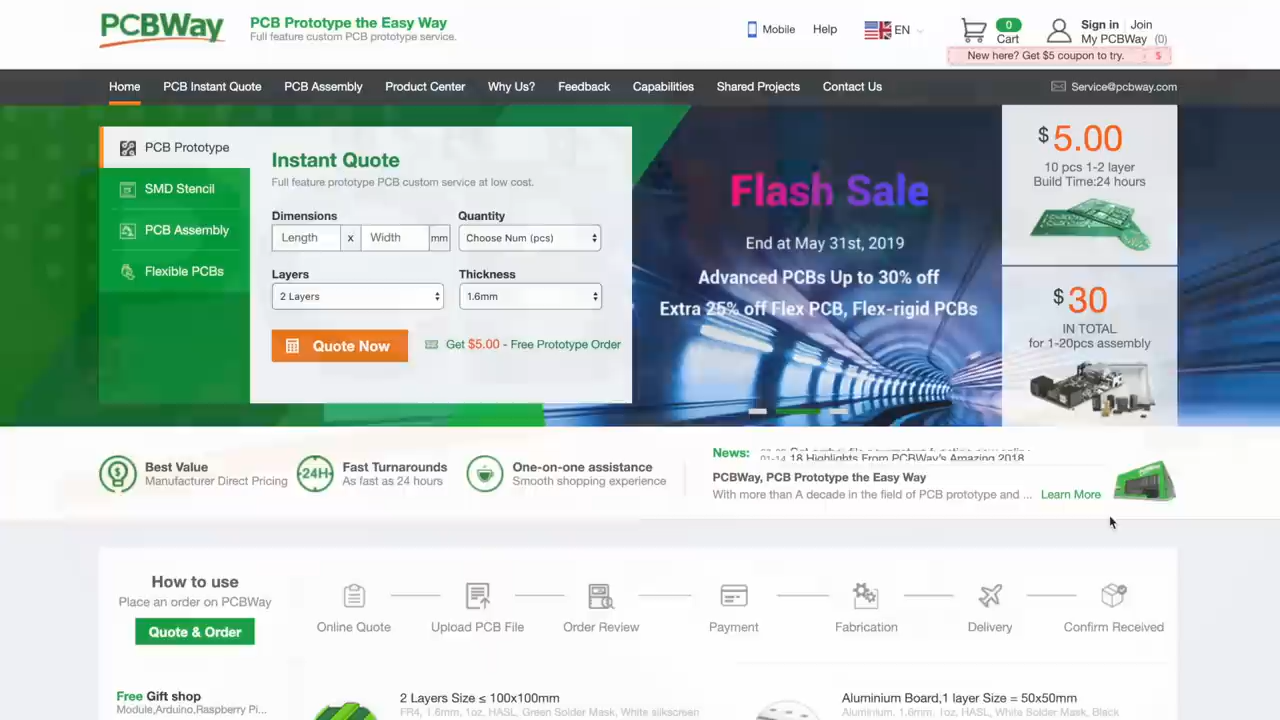 PCBWay
PCB Prototype the Easy Way
Full feature custom PCB prototype service.
Mobile
Help
EN
0
Cart
Sign in Join
My PCBWay (0)
New here? Get $5 coupon to try. $
Home
PCB Instant Quote
PCB Assembly
Product Center
Why Us?
Feedback
Capabilities
Shared Projects
Contact Us
Service@pcbway.com
PCB Prototype
SMD Stencil
PCB Assembly
Flexible PCBs
Instant Quote
Full feature prototype PCB custom service at low cost.
Dimensions
Quantity
Length x Width mm
Choose Num (pcs)
Layers
Thickness
2 Layers
1.6mm
Quote Now
Get $5.00 - Free Prototype Order
Flash Sale
End at May 31st, 2019
Advanced PCBs Up to 30% off
Extra 25% off Flex PCB, Flex-rigid PCBs
$5.00
10 pcs 1-2 layer
Build Time:24 hours
$30
IN TOTAL
for 1-20pcs assembly
Best Value
Manufacturer Direct Pricing
24H
Fast Turnarounds
As fast as 24 hours
One-on-one assistance
Smooth shopping experience
News:
18 Highlights From PCBWay's Amazing 2018
PCBWay, PCB Prototype the Easy Way
With more than A decade in the field of PCB prototype and ... Learn More
How to use
Place an order on PCBWay
Quote & Order
Online Quote
Upload PCB File
Order Review
Payment
Fabrication
Delivery
Confirm Received
Free Gift shop
Module,Arduino,Raspberry Pi...
2 Layers Size ≤ 100x100mm
FR4, 1.6mm, 1oz, HASL, Green Solder Mask, White silkscreen
Aluminium Board,1 layer Size = 50x50mm
Aluminium, 1.6mm, 1oz, HASL, White Solder Mask, Black